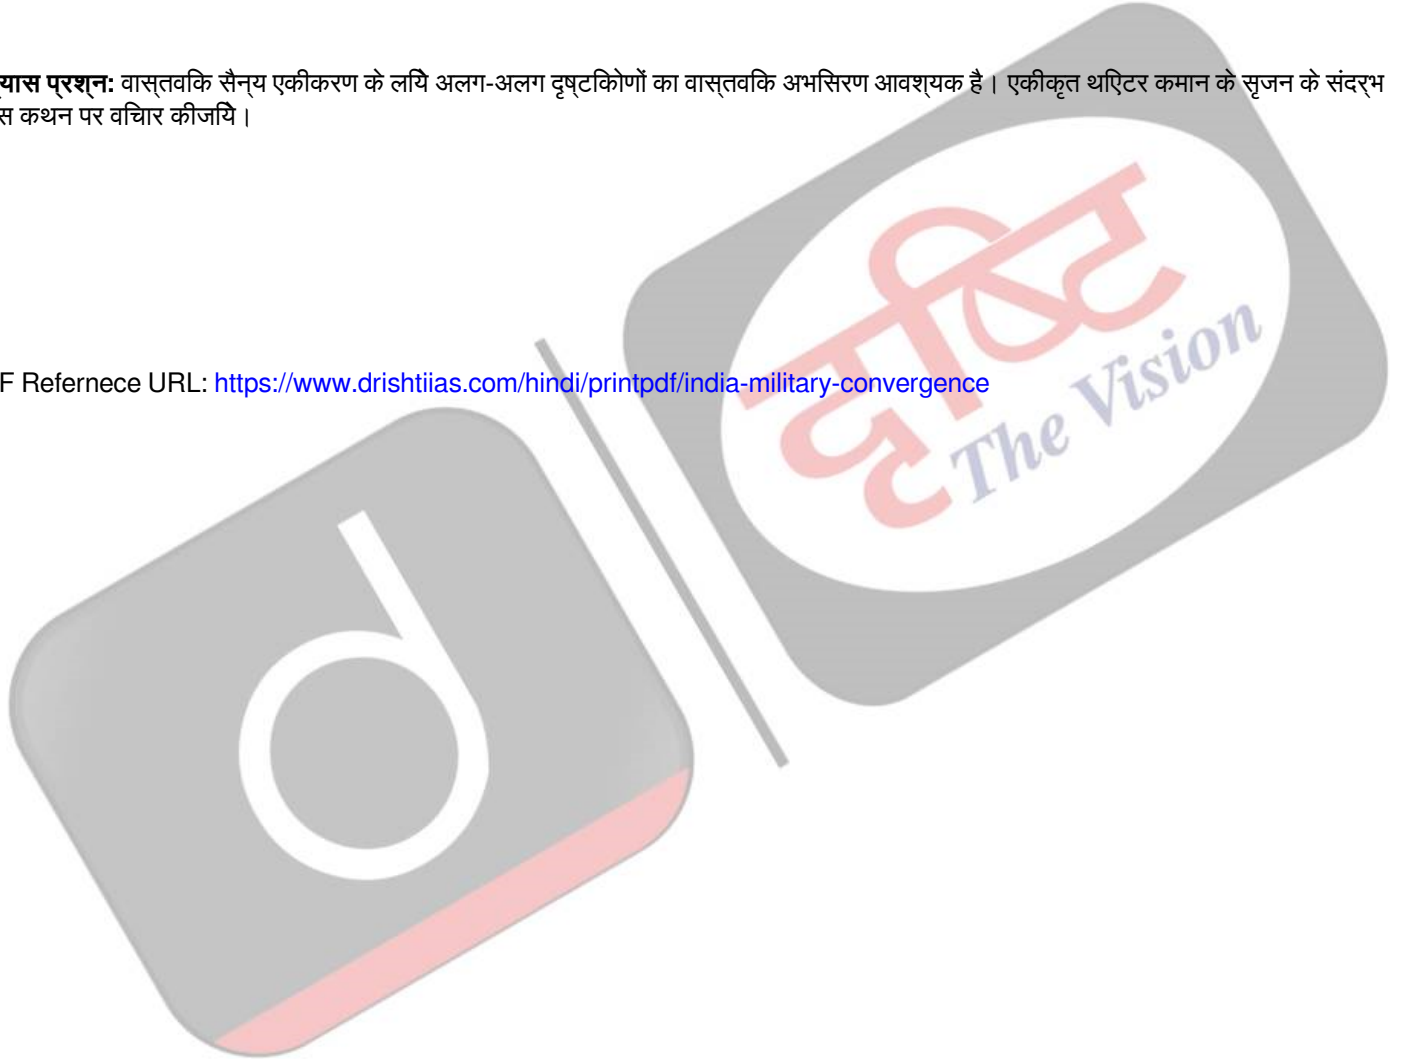 यास प्रश्न: वास्तविक सैन्य एकीकरण के लिये अलग-अलग दृष्टिकोणों का वास्तविक अभिसरण आवश्यक है। एकीकृत थिएटर कमान के सृजन के संदर्भ
स कथन पर विचार कीजिये।
दृष्टि
The Vision
F Refernece URL: https://www.drishtiias.com/hindi/printpdf/india-military-convergence
d